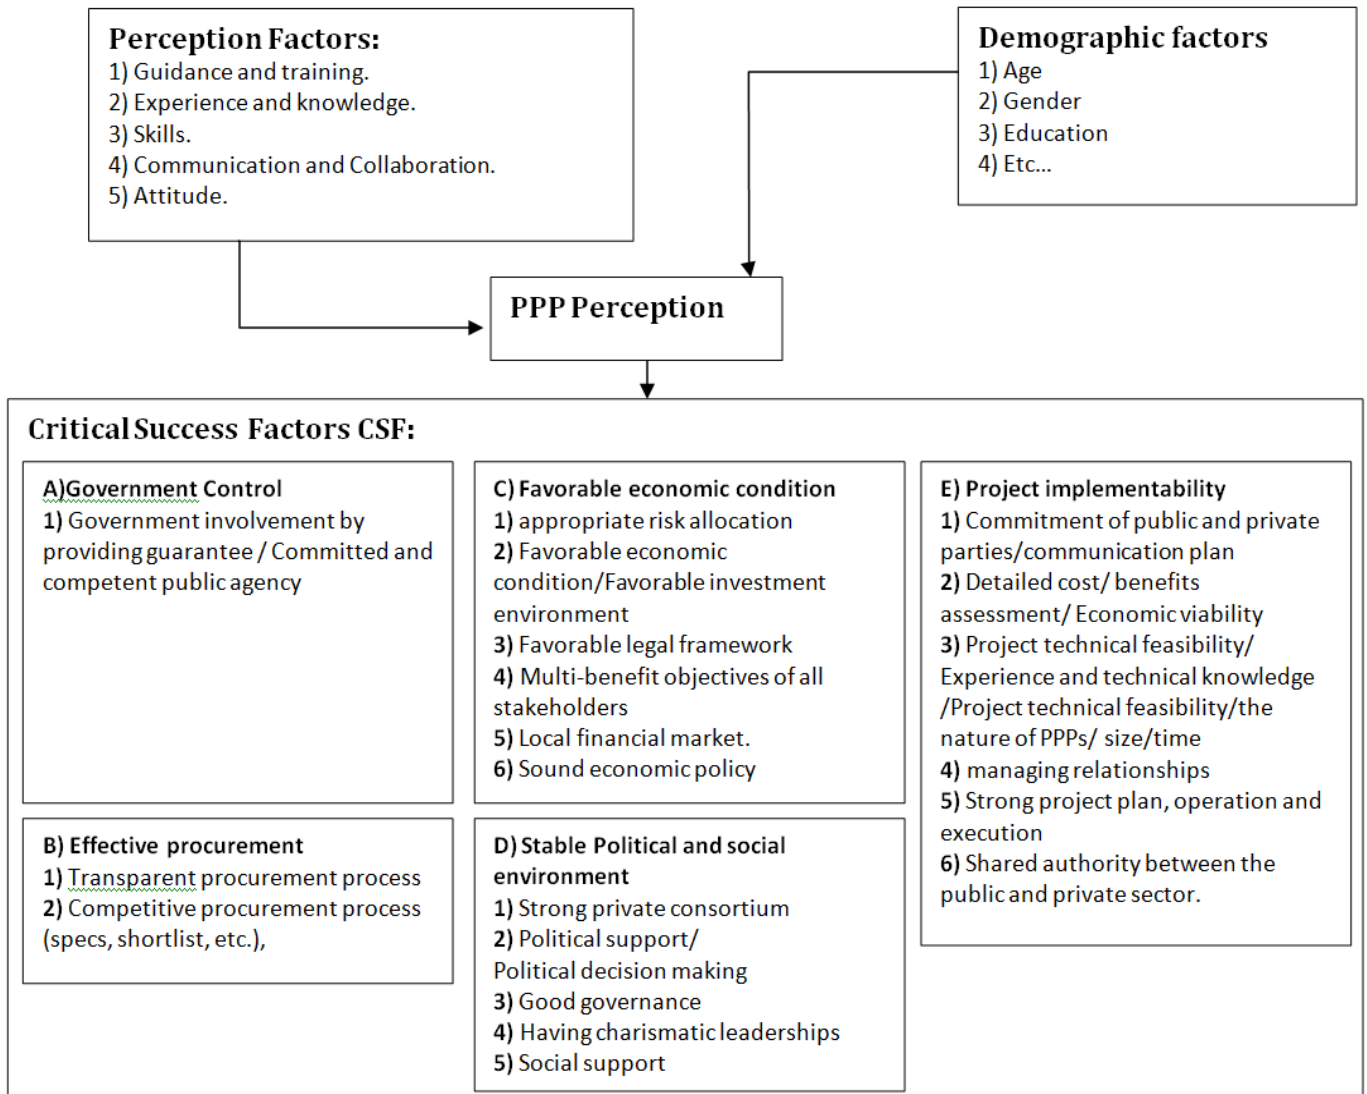 Perception Factors:
1) Guidance and training.
2) Experience and knowledge.
3) Skills.
4) Communication and Collaboration.
5) Attitude.
Demographic factors
1) Age
2) Gender
3) Education
4) Etc...
PPP Perception
Critical Success Factors CSF:
A)Government Control
1) Government involvement by
providing guarantee / Committed and
competent public agency
B) Effective procurement
1) Transparent procurement process
2) Competitive procurement process
(specs, shortlist, etc.),
C) Favorable economic condition
1) appropriate risk allocation
2) Favorable economic
condition/Favorable investment
environment
3) Favorable legal framework
4) Multi-benefit objectives of all
stakeholders
5) Local financial market.
6) Sound economic policy
D) Stable Political and social
environment
1) Strong private consortium
2) Political support/
Political decision making
3) Good governance
4) Having charismatic leaderships
5) Social support
E) Project implementability
1) Commitment of public and private
parties/communication plan
2) Detailed cost/ benefits
assessment/ Economic viability
3) Project technical feasibility/
Experience and technical knowledge
/Project technical feasibility/the
nature of PPPs/ size/time
4) managing relationships
5) Strong project plan, operation and
execution
6) Shared authority between the
public and private sector.